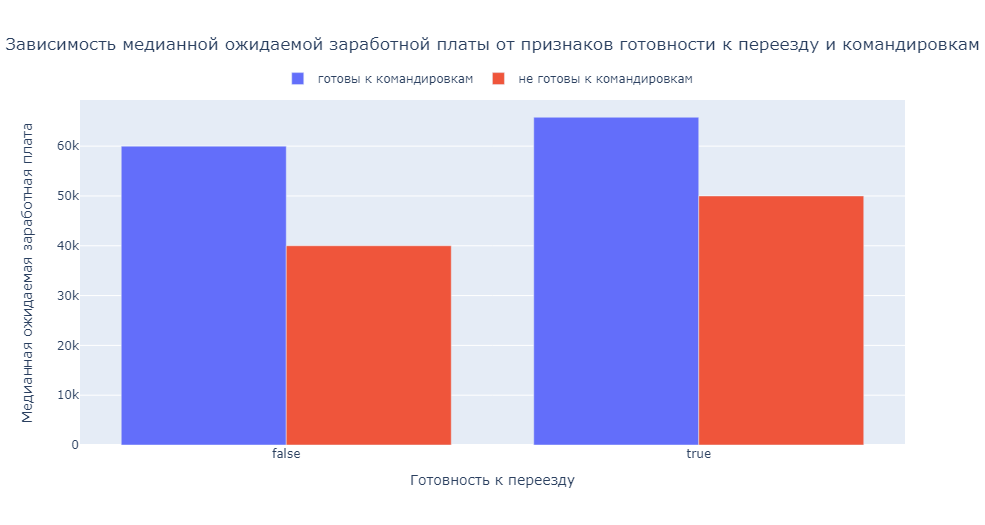 Зависимость медианной ожидаемой заработной платы от признаков готовности к переезду и командировкам
готовы к командировкам
не готовы к командировкам
Медианная ожидаемая заработная плата
60k
50k
40k
30k
20k
10k
0
false
true
Готовность к переезду